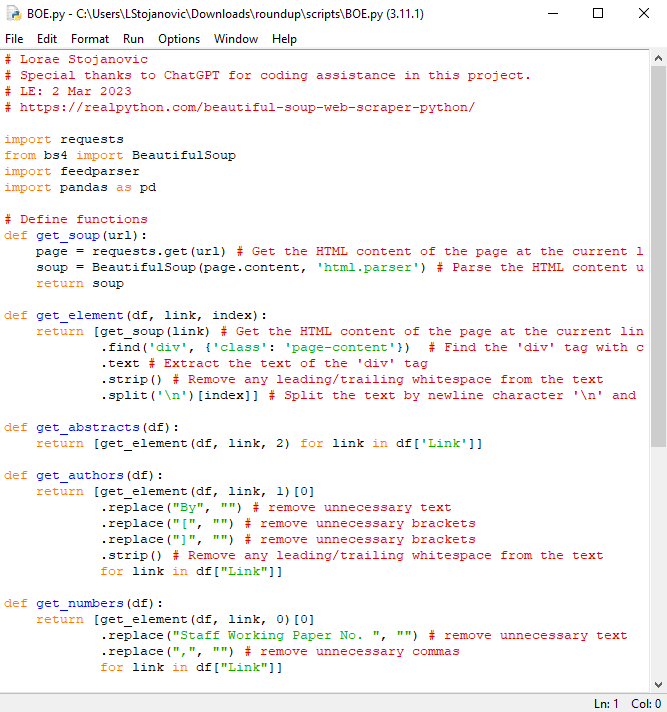 BOE.py - C:\Users\LStojanovic\Downloads\roundup\scripts\BOE.py (3.11.1)
File Edit Format Run Options Window Help
# Lorae Stojanovic
# Special thanks to ChatGPT for coding assistance in this project.
# LE: 2 Mar 2023
# https://realpython.com/beautiful-soup-web-scraper-python/

import requests
from bs4 import BeautifulSoup
import feedparser
import pandas as pd

# Define functions
def get_soup(url):
    page = requests.get(url) # Get the HTML content of the page at the current l
    soup = BeautifulSoup(page.content, 'html.parser') # Parse the HTML content u
    return soup

def get_element(df, link, index):
    return [get_soup(link) # Get the HTML content of the page at the current lin
            .find('div', {'class': 'page-content'})  # Find the 'div' tag with c
            .text # Extract the text of the 'div' tag
            .strip() # Remove any leading/trailing whitespace from the text
            .split('\n')[index]] # Split the text by newline character '\n' and

def get_abstracts(df):
    return [get_element(df, link, 2) for link in df['Link']]

def get_authors(df):
    return [get_element(df, link, 1)[0]
            .replace("By", "") # remove unnecessary text
            .replace("[", "") # remove unnecessary brackets
            .replace("]", "") # remove unnecessary brackets
            .strip() # Remove any leading/trailing whitespace from the text
            for link in df["Link"]]

def get_numbers(df):
    return [get_element(df, link, 0)[0]
            .replace("Staff Working Paper No. ", "") # remove unnecessary text
            .replace(",", "") # remove unnecessary commas
            for link in df["Link"]]
Ln: 1 Col: 0